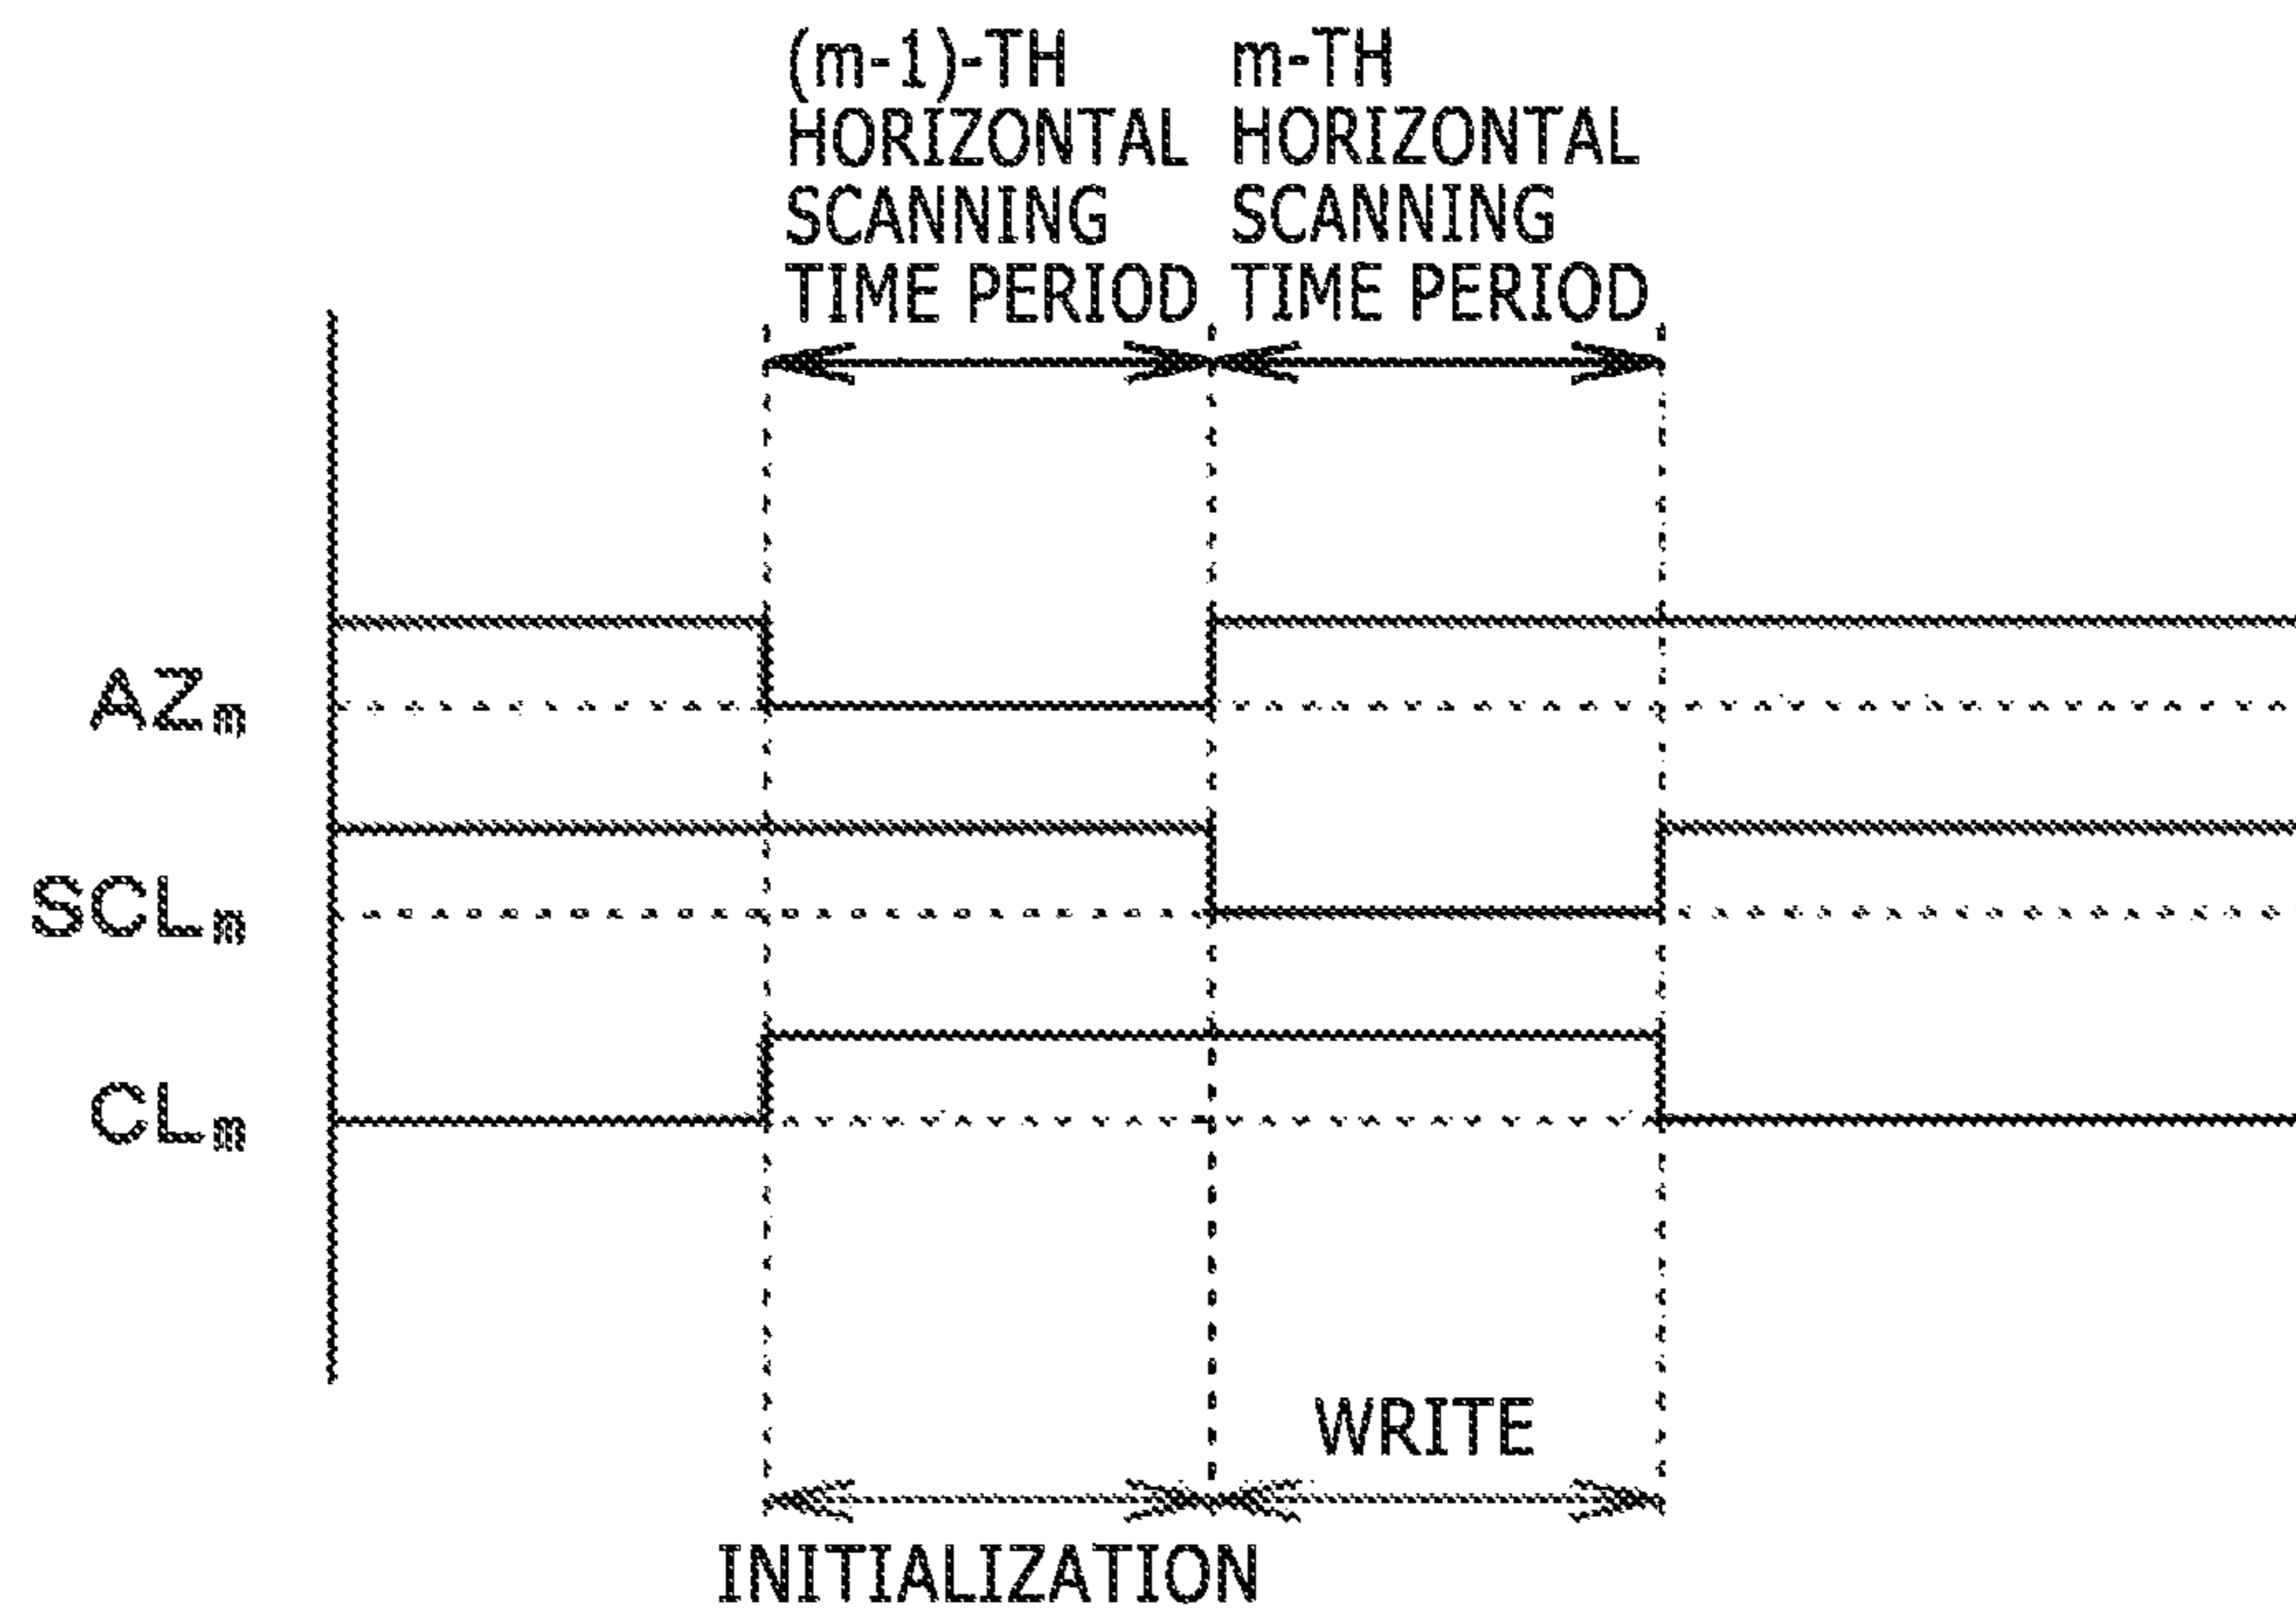 (m-1)-TH
HORIZONTAL
SCANNING
TIME PERIOD
m-TH
HORIZONTAL
SCANNING
TIME PERIOD
AZm
SCLm
CLm
WRITE
INITIALIZATION